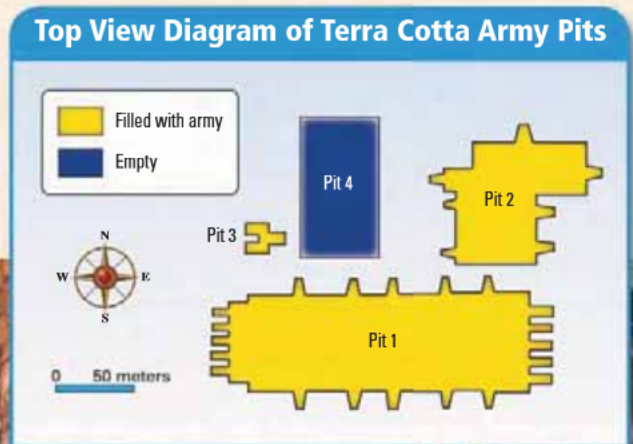 Top View Diagram of Terra Cotta Army Pits
Filled with army
Empty
Pit 4
Pit 2
Pit 3
N
W E
S
Pit 1
0 50 meters